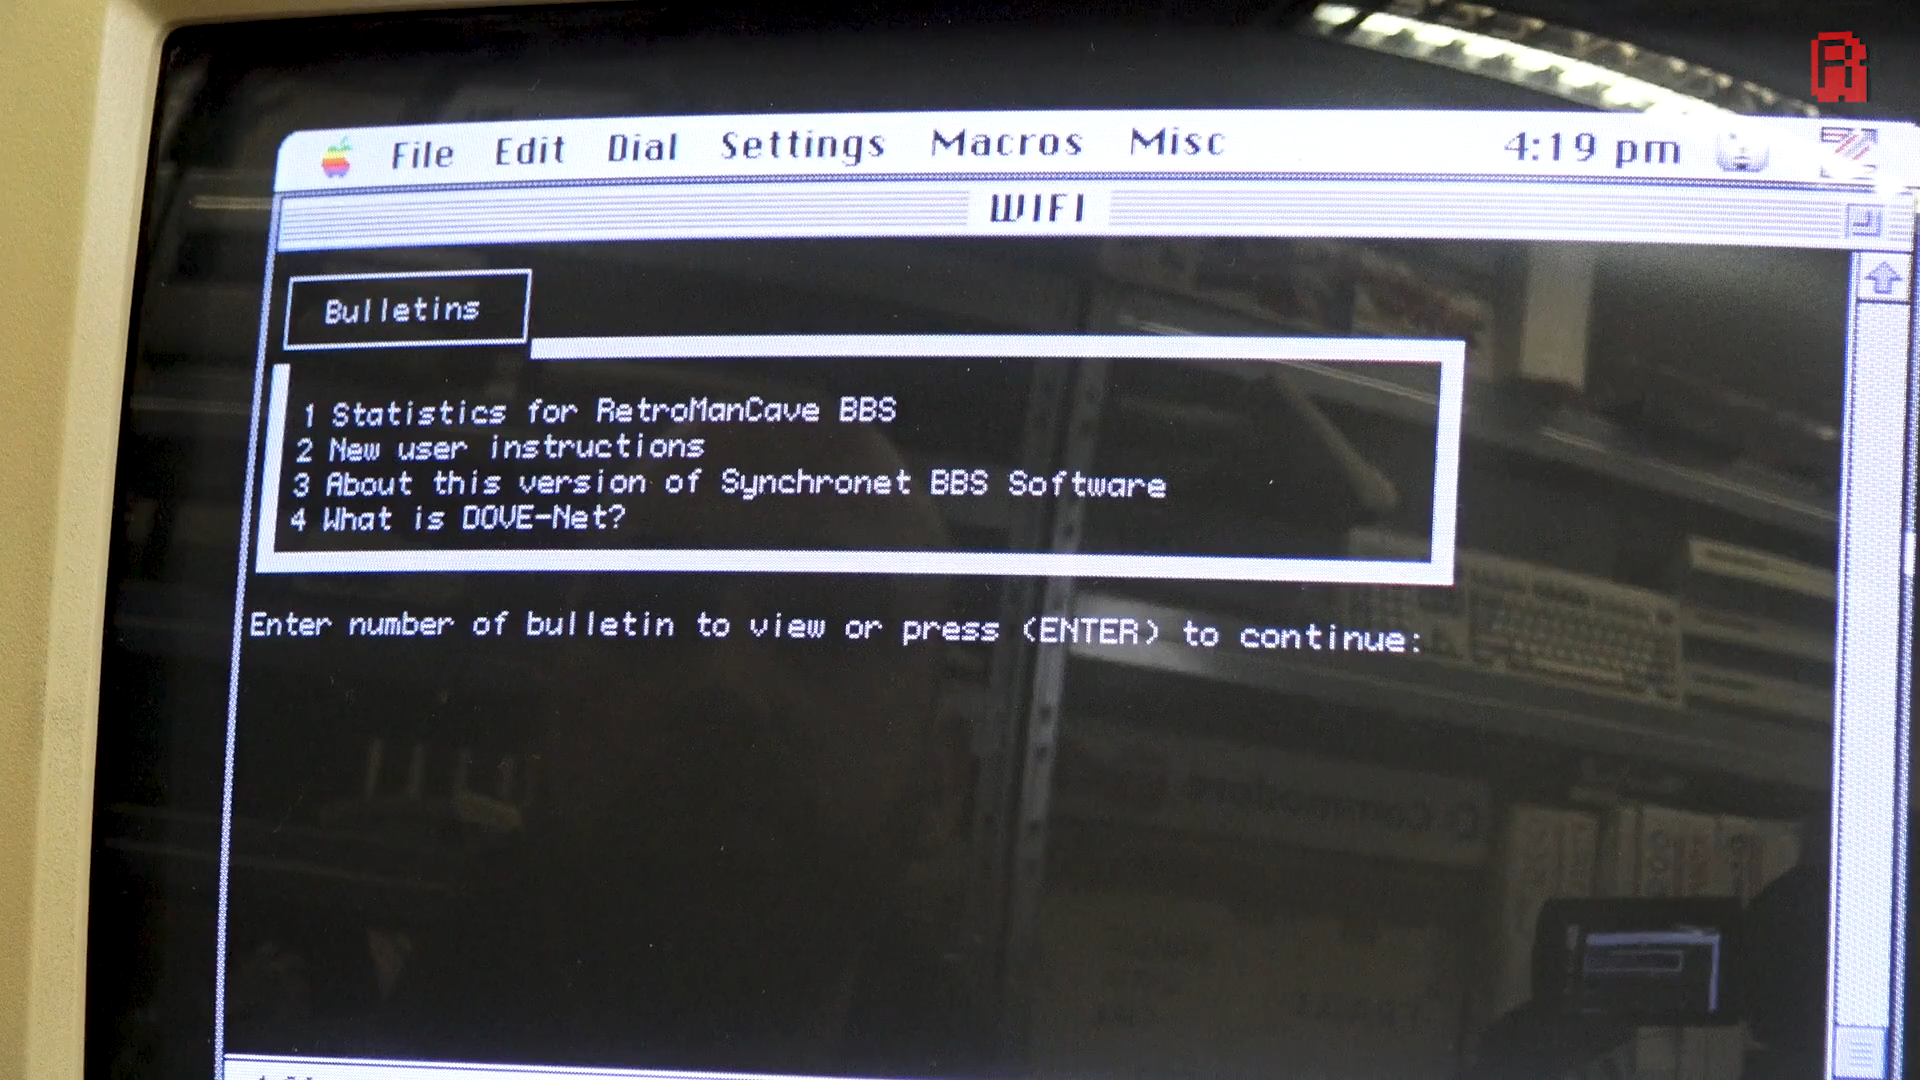 File Edit Dial Settings Macros Misc 4:19 pm
WIFI
Bulletins
1 Statistics for RetroManCave BBS
2 New user instructions
3 About this version of Synchronet BBS Software
4 What is DOVE-Net?
Enter number of bulletin to view or press (ENTER) to continue: